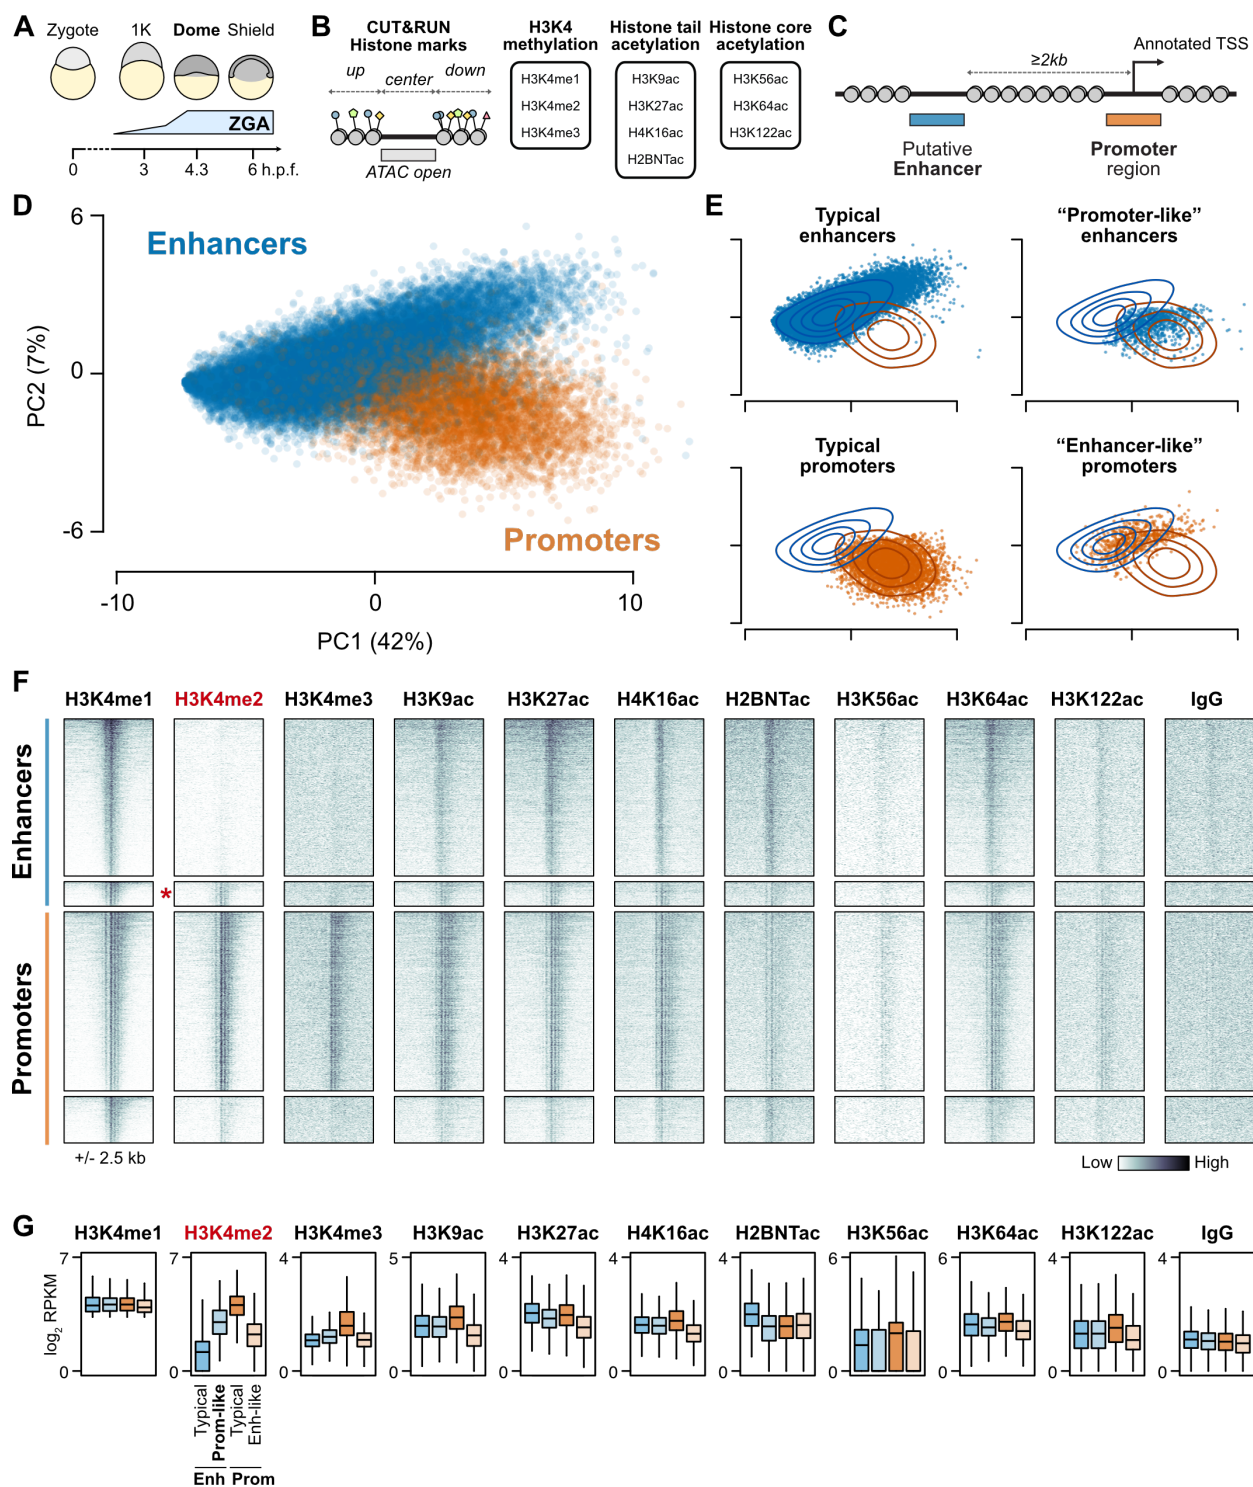 A
Zygote
1K
Dome
Shield
ZGA
0
3
4.3
6 h.p.f.
B
CUT&RUN
Histone marks
up
center
down
ATAC open
H3K4
methylation
H3K4me1
H3K4me2
H3K4me3
Histone tail
acetylation
H3K9ac
H3K27ac
H4K16ac
H2BNTac
Histone core
acetylation
H3K56ac
H3K64ac
H3K122ac
C
Annotated TSS
≥2kb
Putative
Enhancer
Promoter
region
D
Enhancers
Promoters
6
0
-6
PC2 (7%)
-10
0
10
PC1 (42%)
E
Typical
enhancers
“Promoter-like”
enhancers
Typical
promoters
“Enhancer-like”
promoters
F
H3K4me1
H3K4me2
H3K4me3
H3K9ac
H3K27ac
H4K16ac
H2BNTac
H3K56ac
H3K64ac
H3K122ac
IgG
Enhancers
*
Promoters
+/- 2.5 kb
Low
High
G
H3K4me1
H3K4me2
H3K4me3
H3K9ac
H3K27ac
H4K16ac
H2BNTac
H3K56ac
H3K64ac
H3K122ac
IgG
log2 RPKM
7
0
7
0
4
0
5
0
4
0
4
0
4
0
6
0
6
0
4
0
4
0
Typical
Prom-like
Typical
Enh-like
Enh
Prom